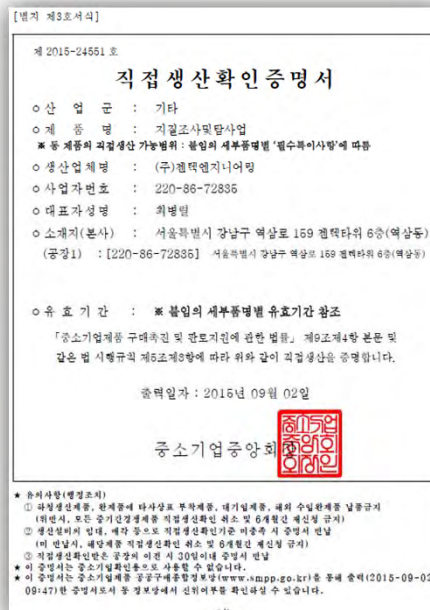 [별지 제3호서식]
제 2015-24551 호
직접생산확인증명서
○ 산 업 군 : 기타
○ 제 품 명 : 지질조사및탐사업
※ 동 제품의 직접생산 가능범위 : 붙임의 세부품명별 '필수특이사항'에 따름
○ 생산업체명 : (주)젠텍엔지니어링
○ 사업자번호 : 220-86-72835
○ 대표자성명 : 최병렬
○ 소재지(본사) : 서울특별시 강남구 역삼로 159 젠텍타워 6층(역삼동)
(공장1) : [220-86-72835] 서울특별시 강남구 역삼로 159 젠텍타워 6층(역삼동)
○ 유 효 기 간 : ※ 붙임의 세부품명별 유효기간 참조
「중소기업제품 구매촉진 및 판로지원에 관한 법률」 제9조제4항 본문 및
같은 법 시행규칙 제5조제3항에 따라 위와 같이 직접생산을 증명합니다.
출력일자 : 2015년 09월 02일
중소기업중앙회
★ 유의사항(행정조치)
① 하청생산제품, 완제품에 타사상표 부착제품, 대기업제품, 해외 수입완제품 납품금지
(위반시, 모든 중기간경쟁제품 직접생산확인 취소 및 6개월간 재신청 금지)
② 생산설비의 임대, 매각 등으로 직접생산확인기준 미충족 시 증명서 반납
(미 반납시, 해당제품 직접생산확인 취소 및 6개월간 재신청 금지)
③ 직접생산확인받은 공장의 이전 시 30일이내 증명서 반납
★ 이 증명서는 중소기업확인용으로 사용할 수 없습니다.
★ 이 증명서는 중소기업제품 공공구매종합정보망(www.smpp.go.kr)을 통해 출력(2015-09-02
09:47)한 증명서로서 동 정보망에서 진위여부를 확인하실 수 있습니다.